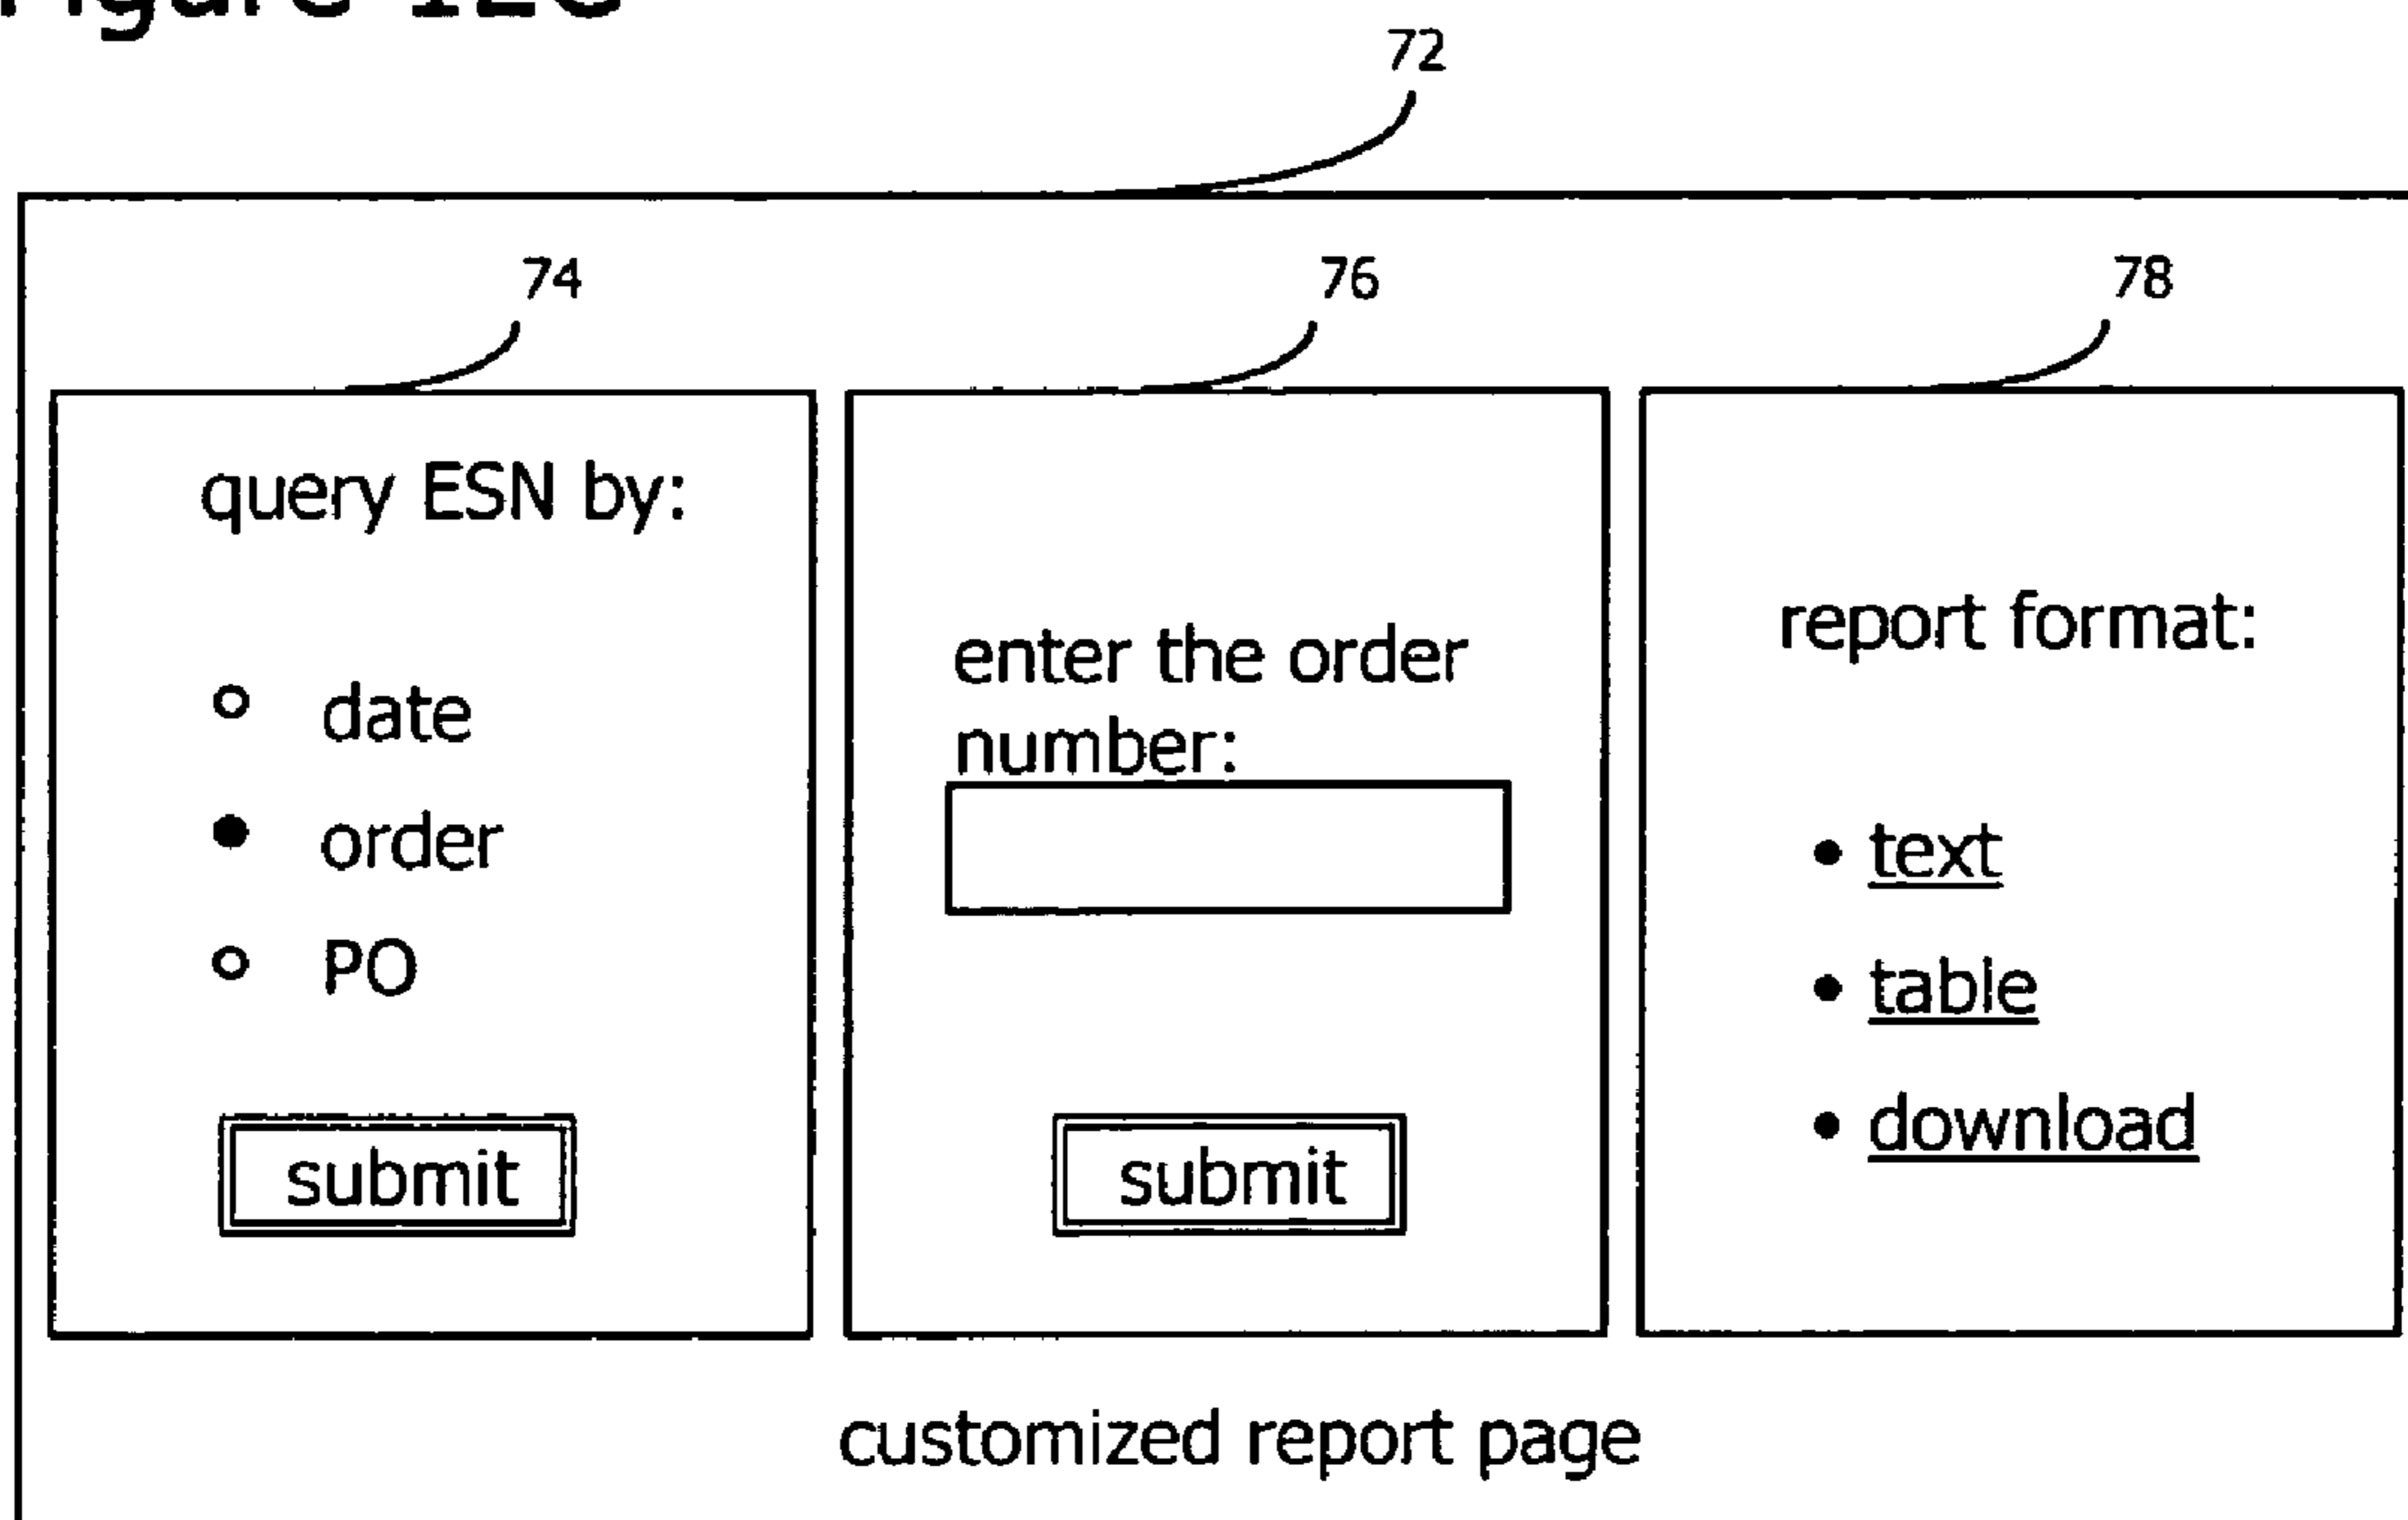 72
74
76
78
query ESN by:
date
order
PO
submit
enter the order
number:
submit
report format:
text
table
download
customized report page